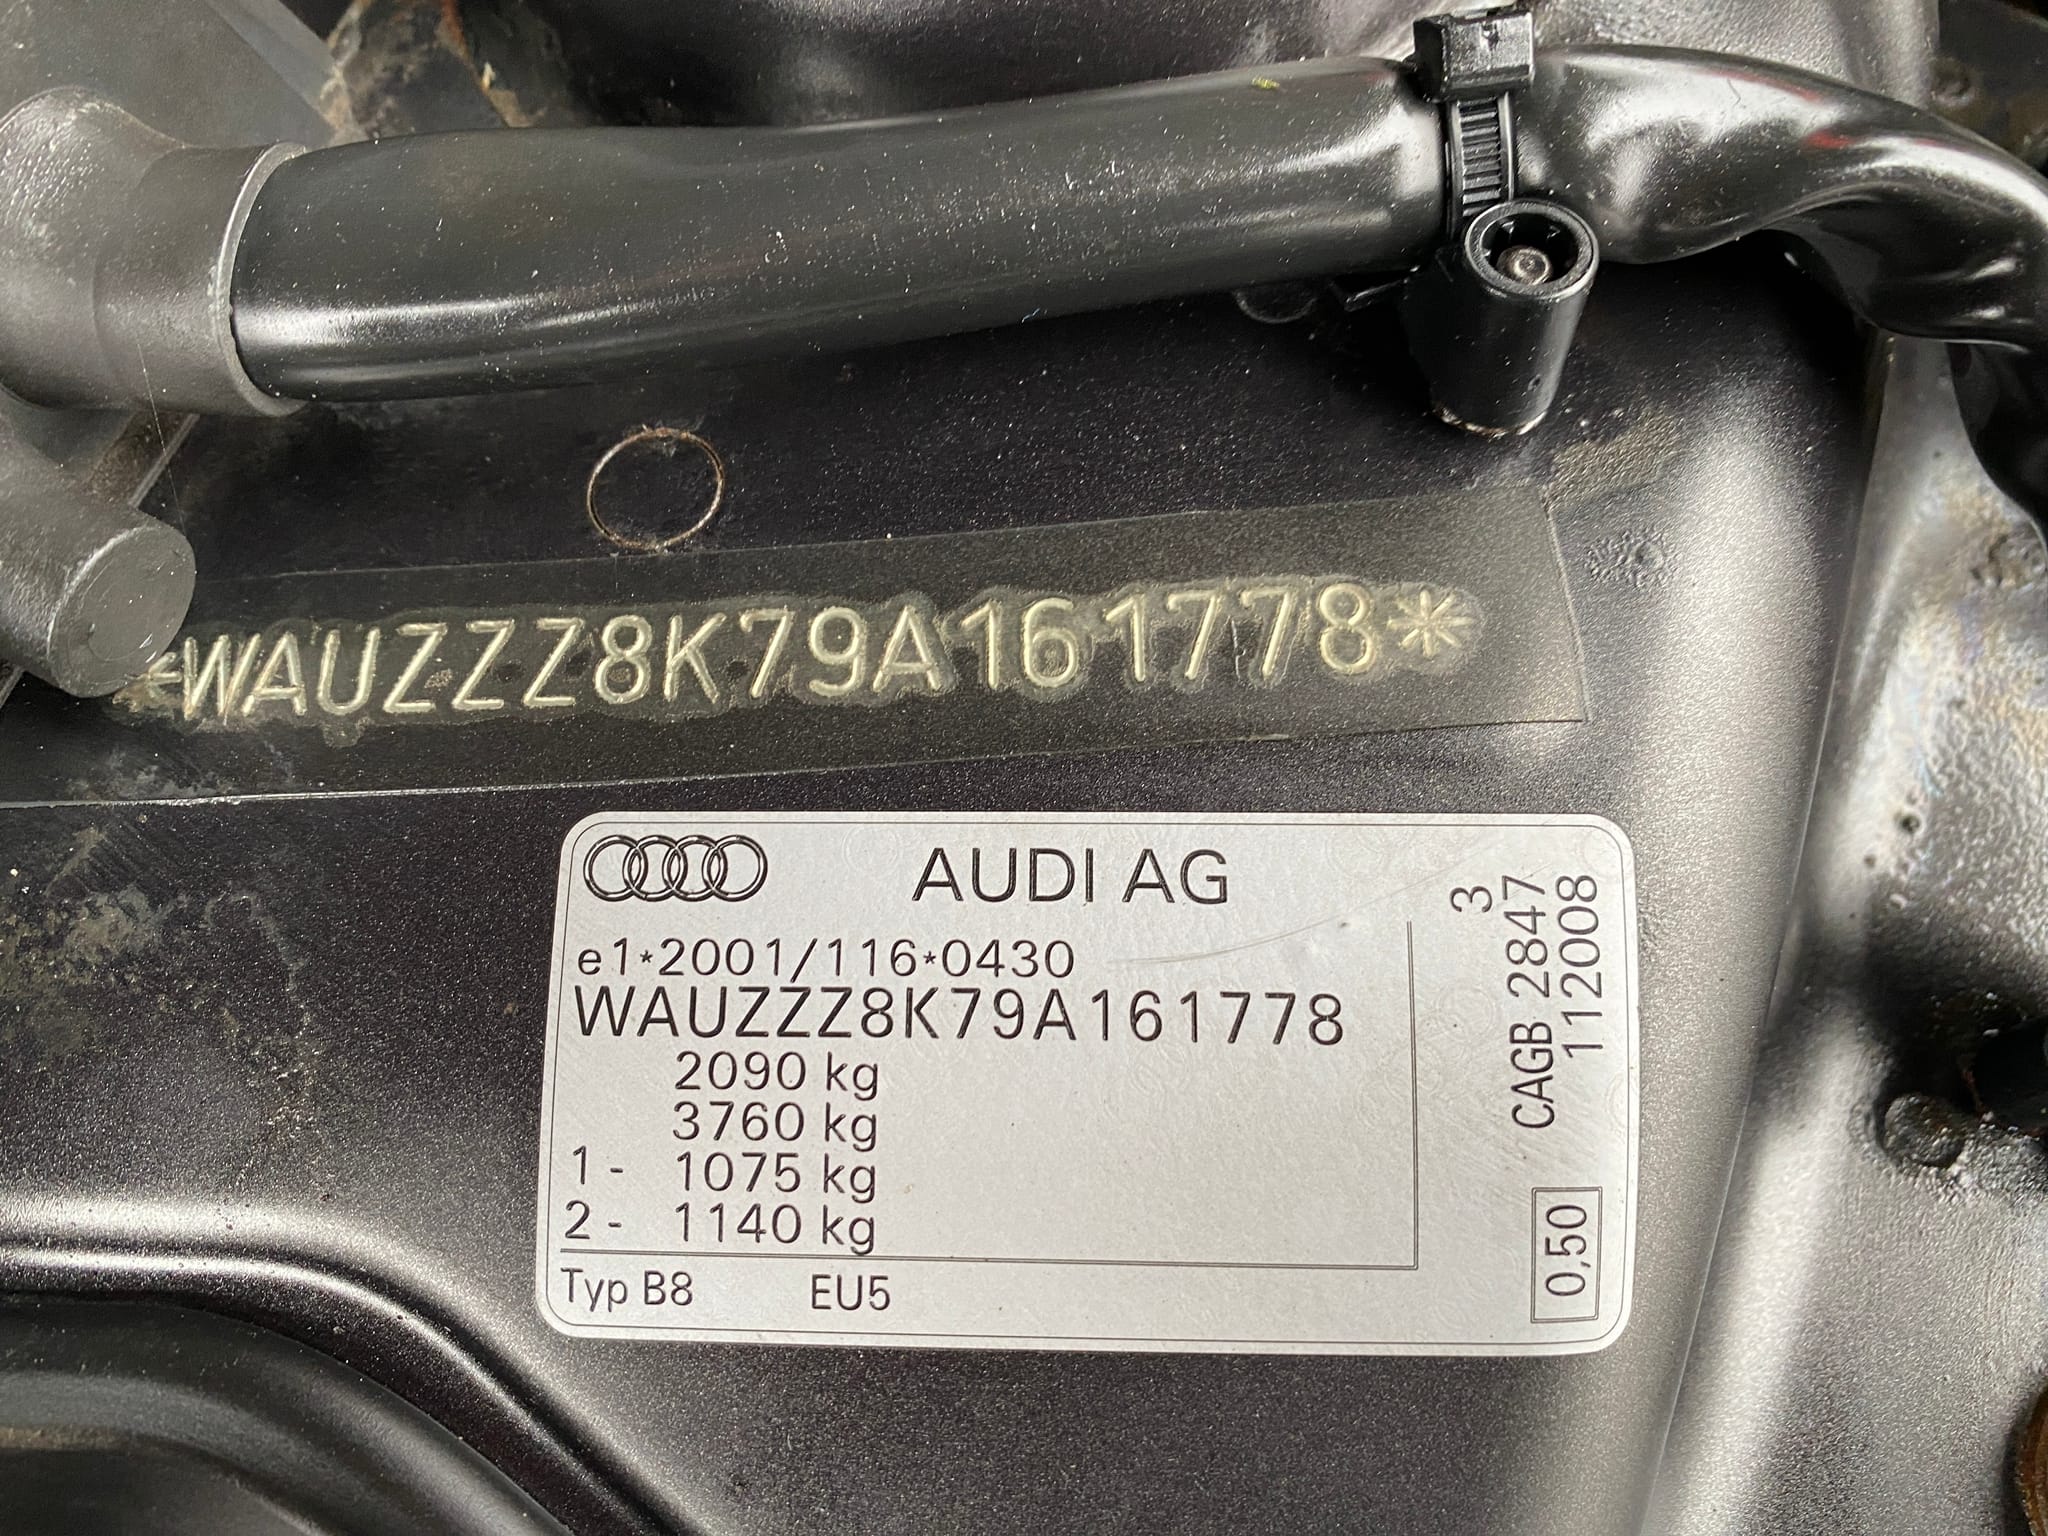 *WAUZZZ8K79A161778*
AUDI AG
e1*2001/116*0430
WAUZZZ8K79A161778
2090 kg
3760 kg
1- 1075 kg
2- 1140 kg
Typ B8 EU5
3
CAGB 2847
112008
0,50